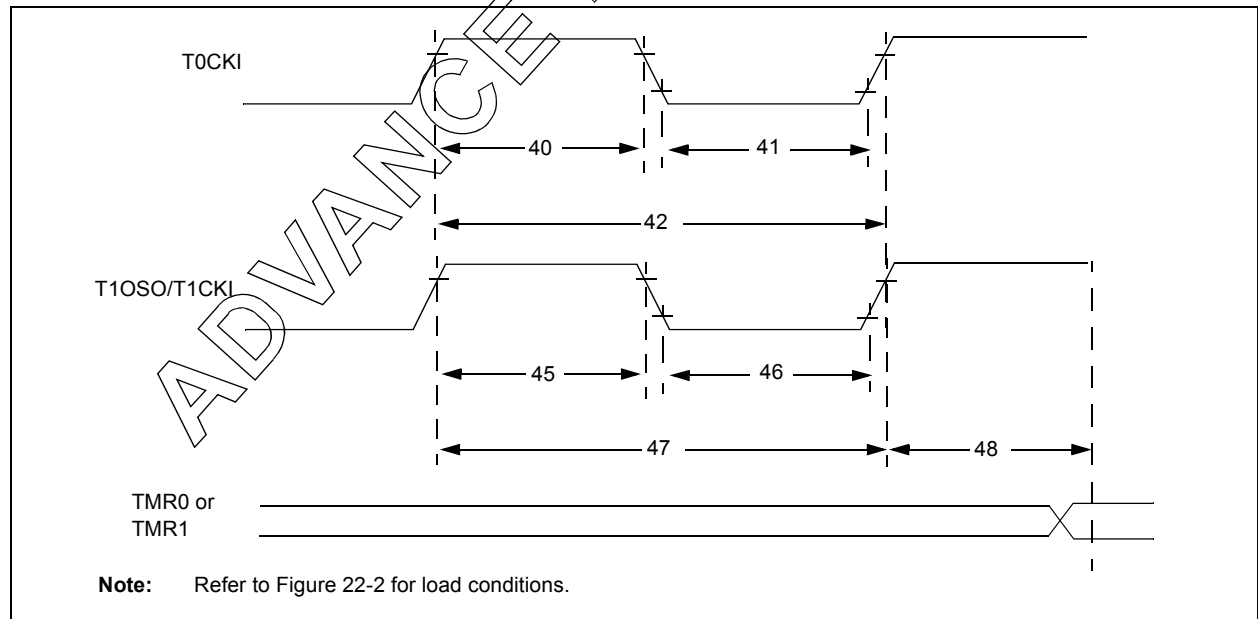 T0CKI
40
41
42
T1OSO/T1CKI
45
46
47
48
TMR0 or
TMR1
Note: Refer to Figure 22-2 for load conditions.
ADVANCE